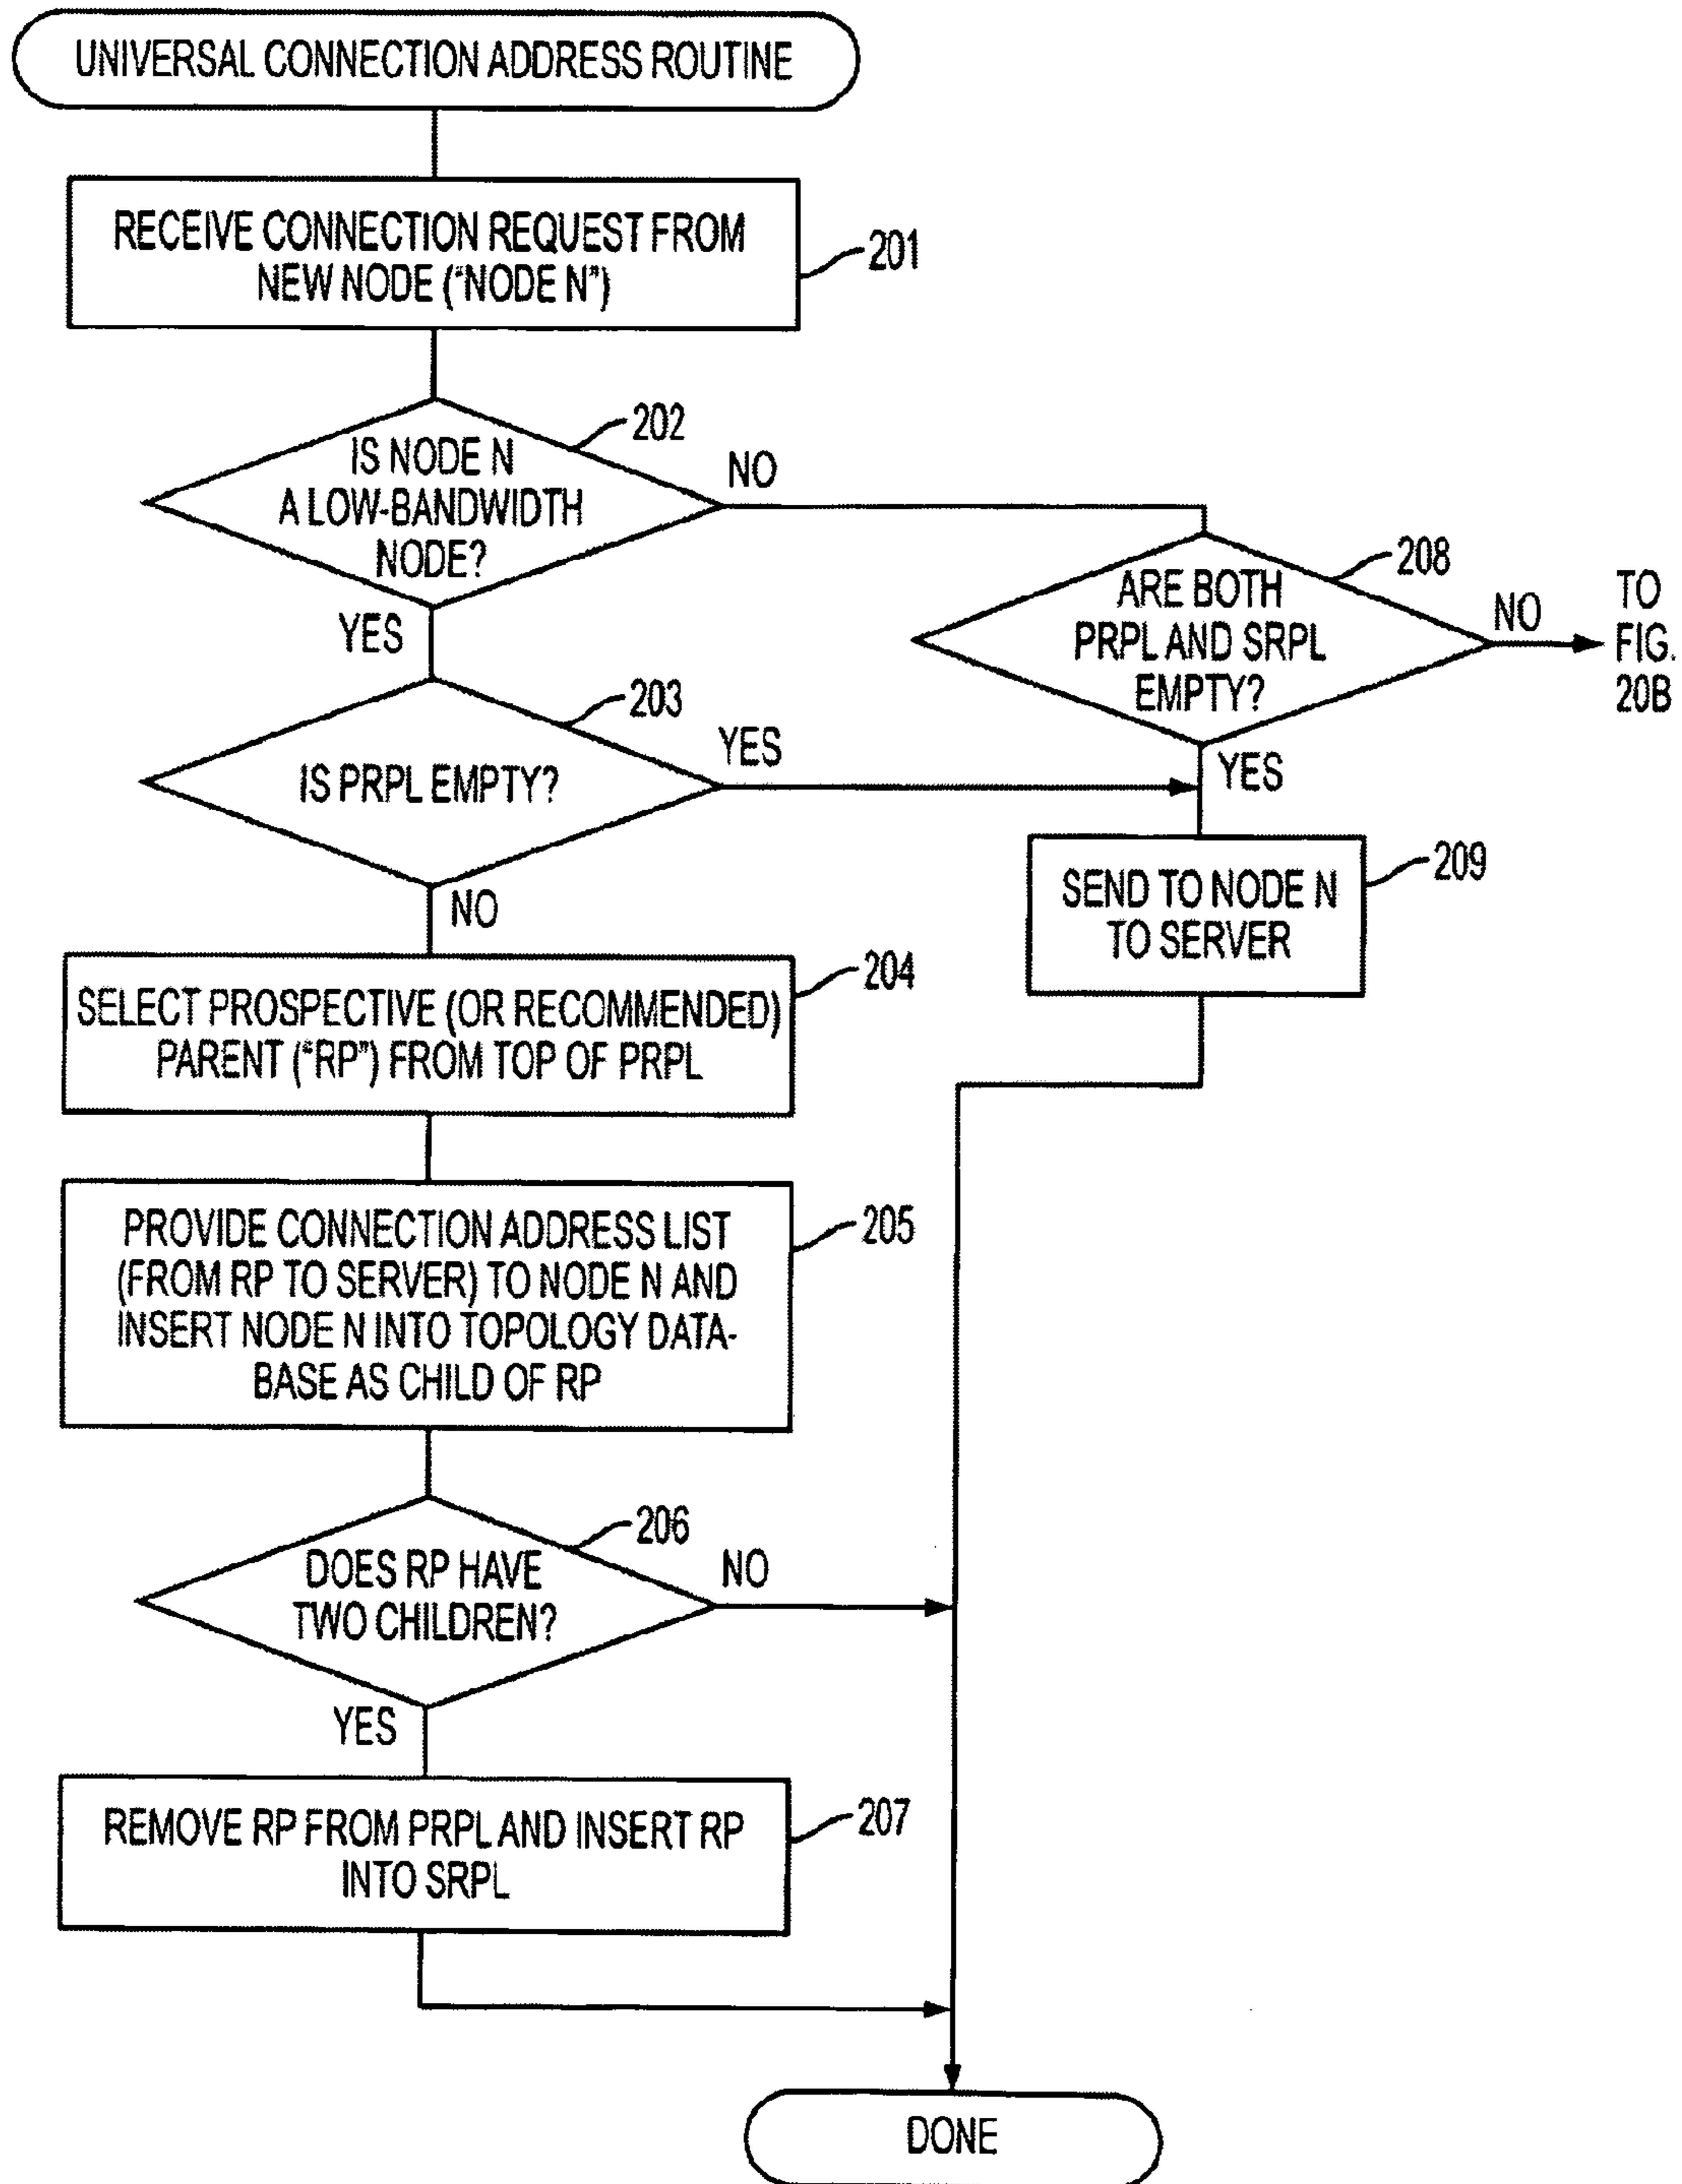 UNIVERSAL CONNECTION ADDRESS ROUTINE
RECEIVE CONNECTION REQUEST FROM
NEW NODE ("NODE N")
201
IS NODE N
A LOW-BANDWIDTH
NODE?
202
NO
YES
ARE BOTH
PRPL AND SRPL
EMPTY?
208
NO
TO
FIG.
20B
YES
IS PRPL EMPTY?
203
YES
NO
SEND TO NODE N
TO SERVER
209
SELECT PROSPECTIVE (OR RECOMMENDED)
PARENT ("RP") FROM TOP OF PRPL
204
PROVIDE CONNECTION ADDRESS LIST
(FROM RP TO SERVER) TO NODE N AND
INSERT NODE N INTO TOPOLOGY DATA-
BASE AS CHILD OF RP
205
DOES RP HAVE
TWO CHILDREN?
206
NO
YES
REMOVE RP FROM PRPL AND INSERT RP
INTO SRPL
207
DONE